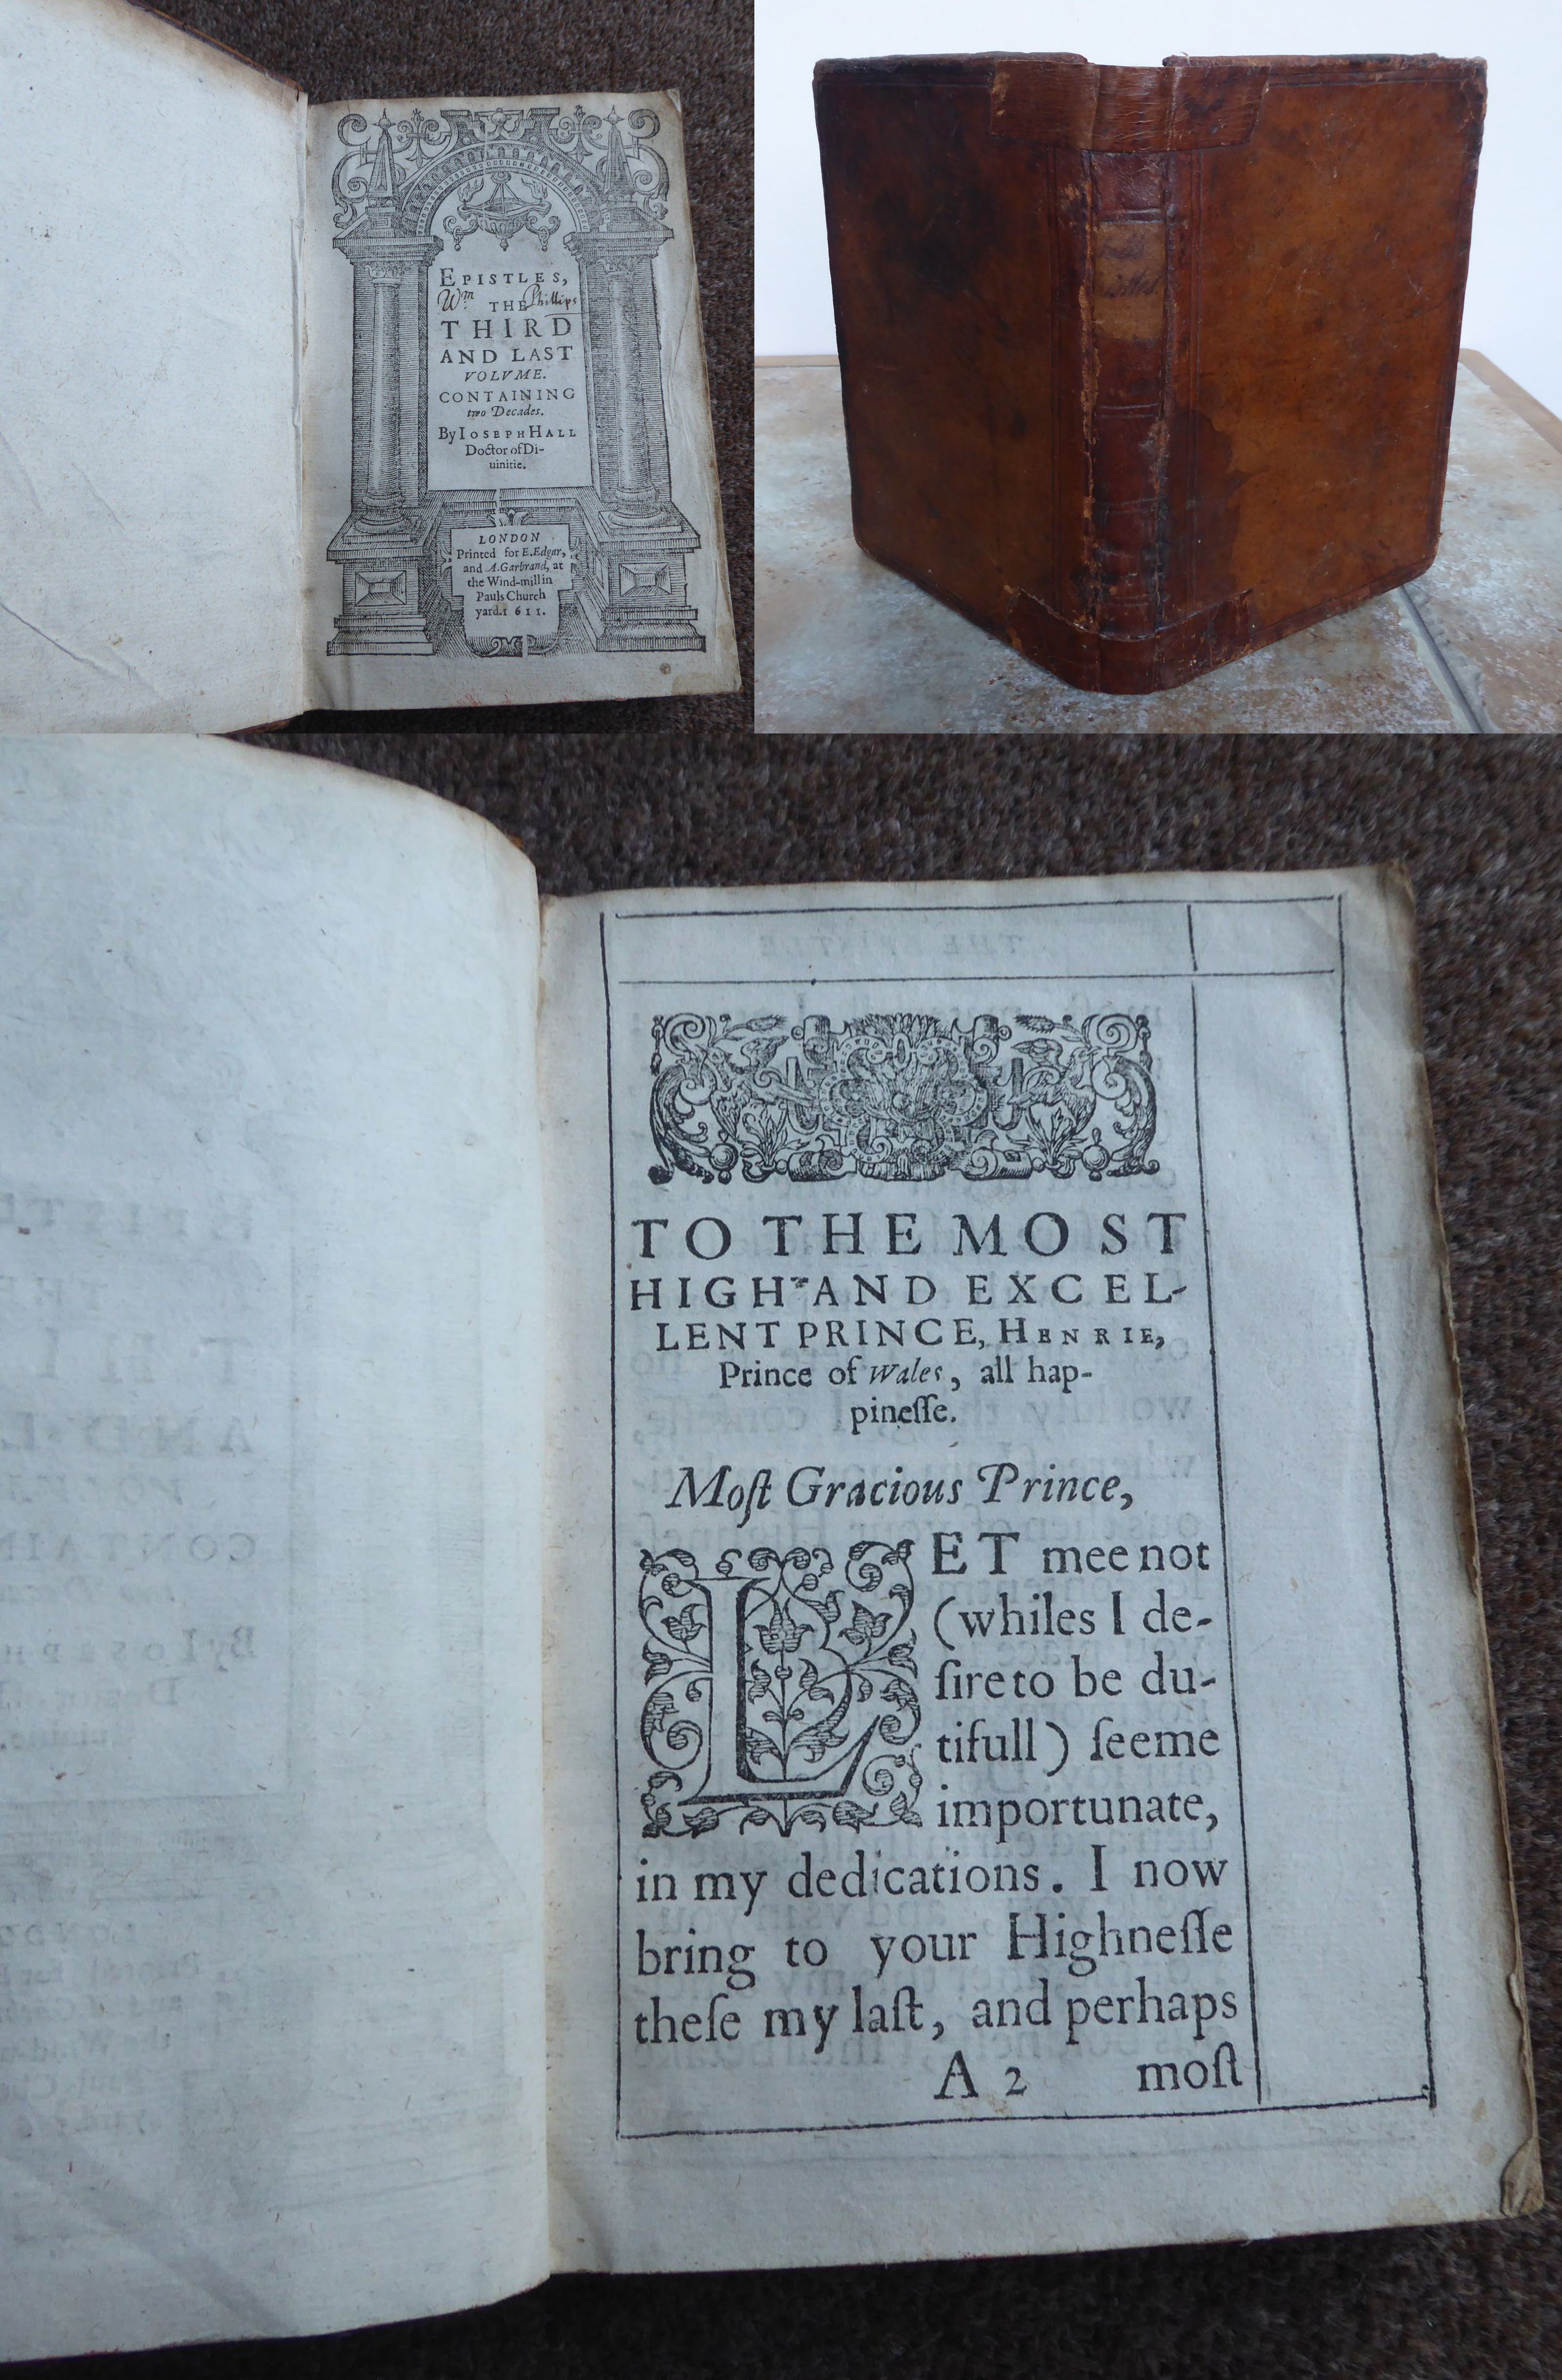 EPISTLES,
Wm THE Phillips
THIRD
AND LAST
VOLVME.
CONTAINING
two Decades.
By IOSEPH HALL
Doctor of Di-
uinitie.
LONDON
Printed for E. Edgar,
and A. Garbrand, at
the Wind-mill in
Pauls Church
yard. 1611.
THE EPISTLE
TO THE MOST
HIGH AND EXCEL-
LENT PRINCE, HENRIE,
Prince of Wales, all hap-
pineſſe.
Moſt Gracious Prince,
LET mee not
(whiles I de-
ſire to be du-
tifull) ſeeme
importunate,
in my dedications. I now
bring to your Highneſſe
theſe my laſt, and perhaps
A 2 moſt